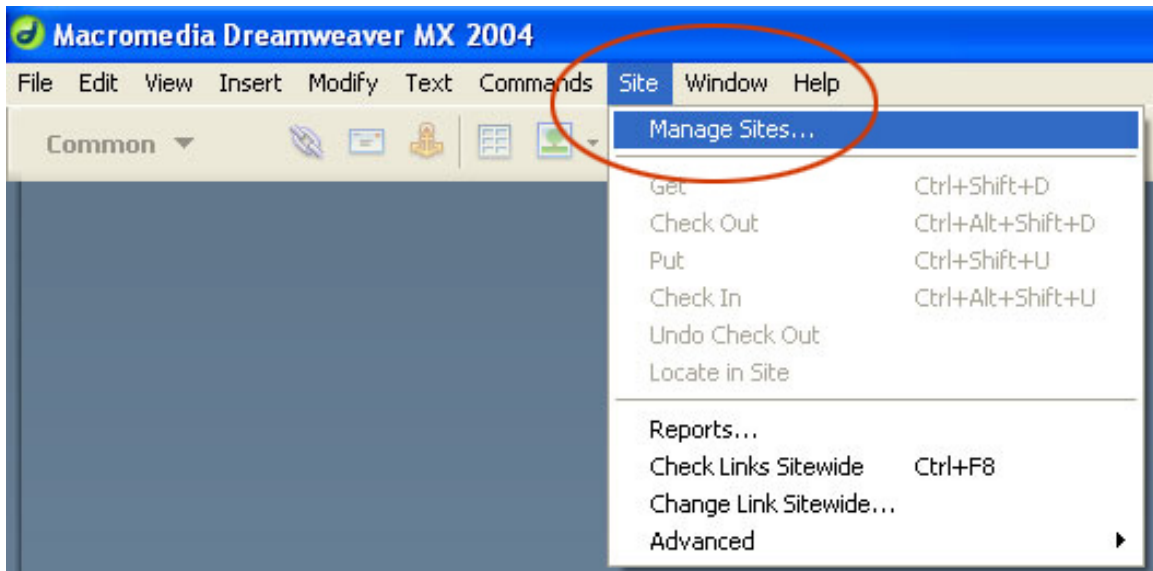 Macromedia Dreamweaver MX 2004
File Edit View Insert Modify Text Commands Site Window Help
Common
Manage Sites...
Get Ctrl+Shift+D
Check Out Ctrl+Alt+Shift+D
Put Ctrl+Shift+U
Check In Ctrl+Alt+Shift+U
Undo Check Out
Locate in Site
Reports...
Check Links Sitewide Ctrl+F8
Change Link Sitewide...
Advanced